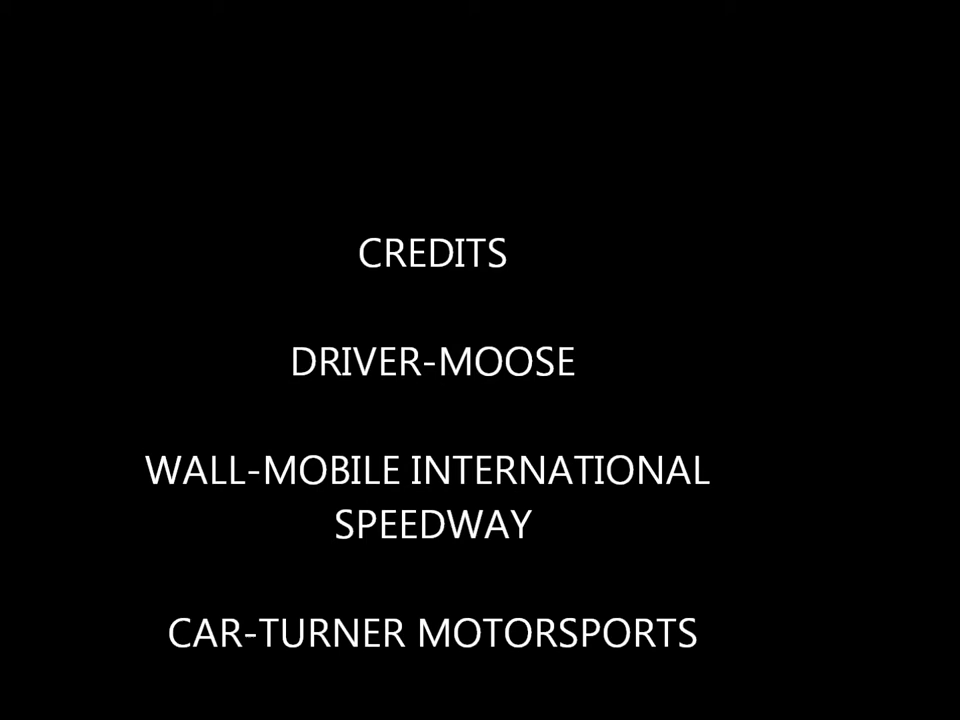 CREDITS
DRIVER-MOOSE
WALL-MOBILE INTERNATIONAL
SPEEDWAY
CAR-TURNER MOTORSPORTS